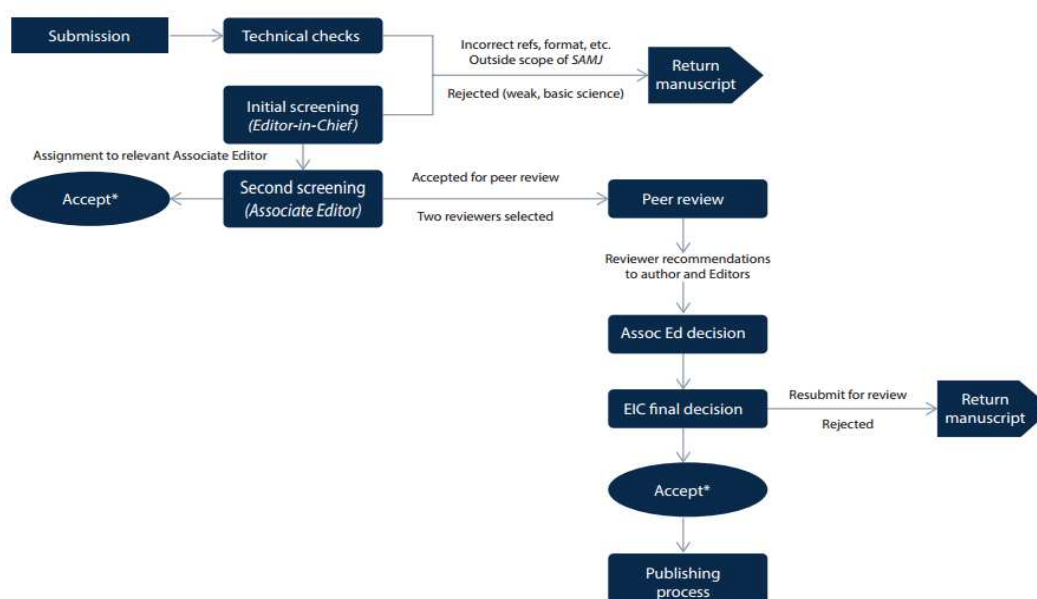 Submission
Technical checks
Incorrect refs, format, etc.
Outside scope of SAMJ
Rejected (weak, basic science)
Return
manuscript
Initial screening
(Editor-in-Chief)
Assignment to relevant Associate Editor
Accept*
Second screening
(Associate Editor)
Accepted for peer review
Two reviewers selected
Peer review
Reviewer recommendations
to author and Editors
Assoc Ed decision
EIC final decision
Resubmit for review
Rejected
Return
manuscript
Accept*
Publishing
process